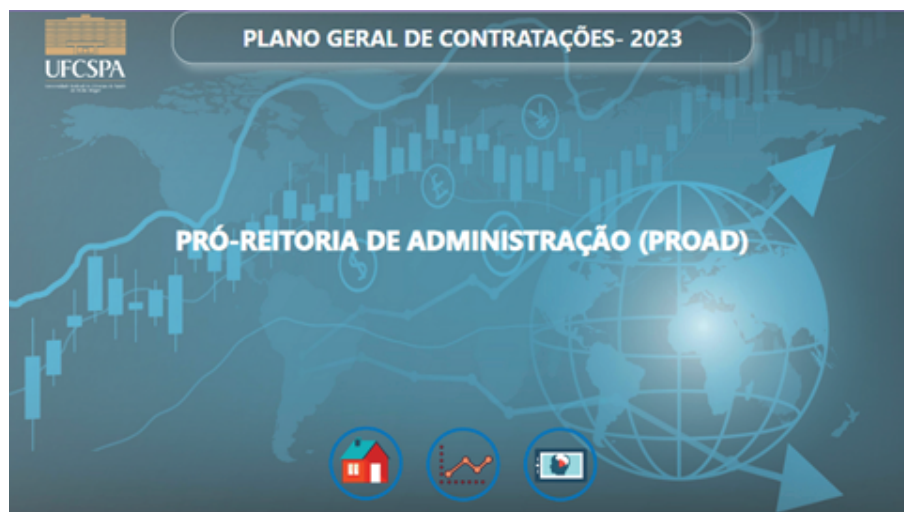 PLANO GERAL DE CONTRATAÇÕES- 2023
UFCSPA
PRÓ-REITORIA DE ADMINISTRAÇÃO (PROAD)